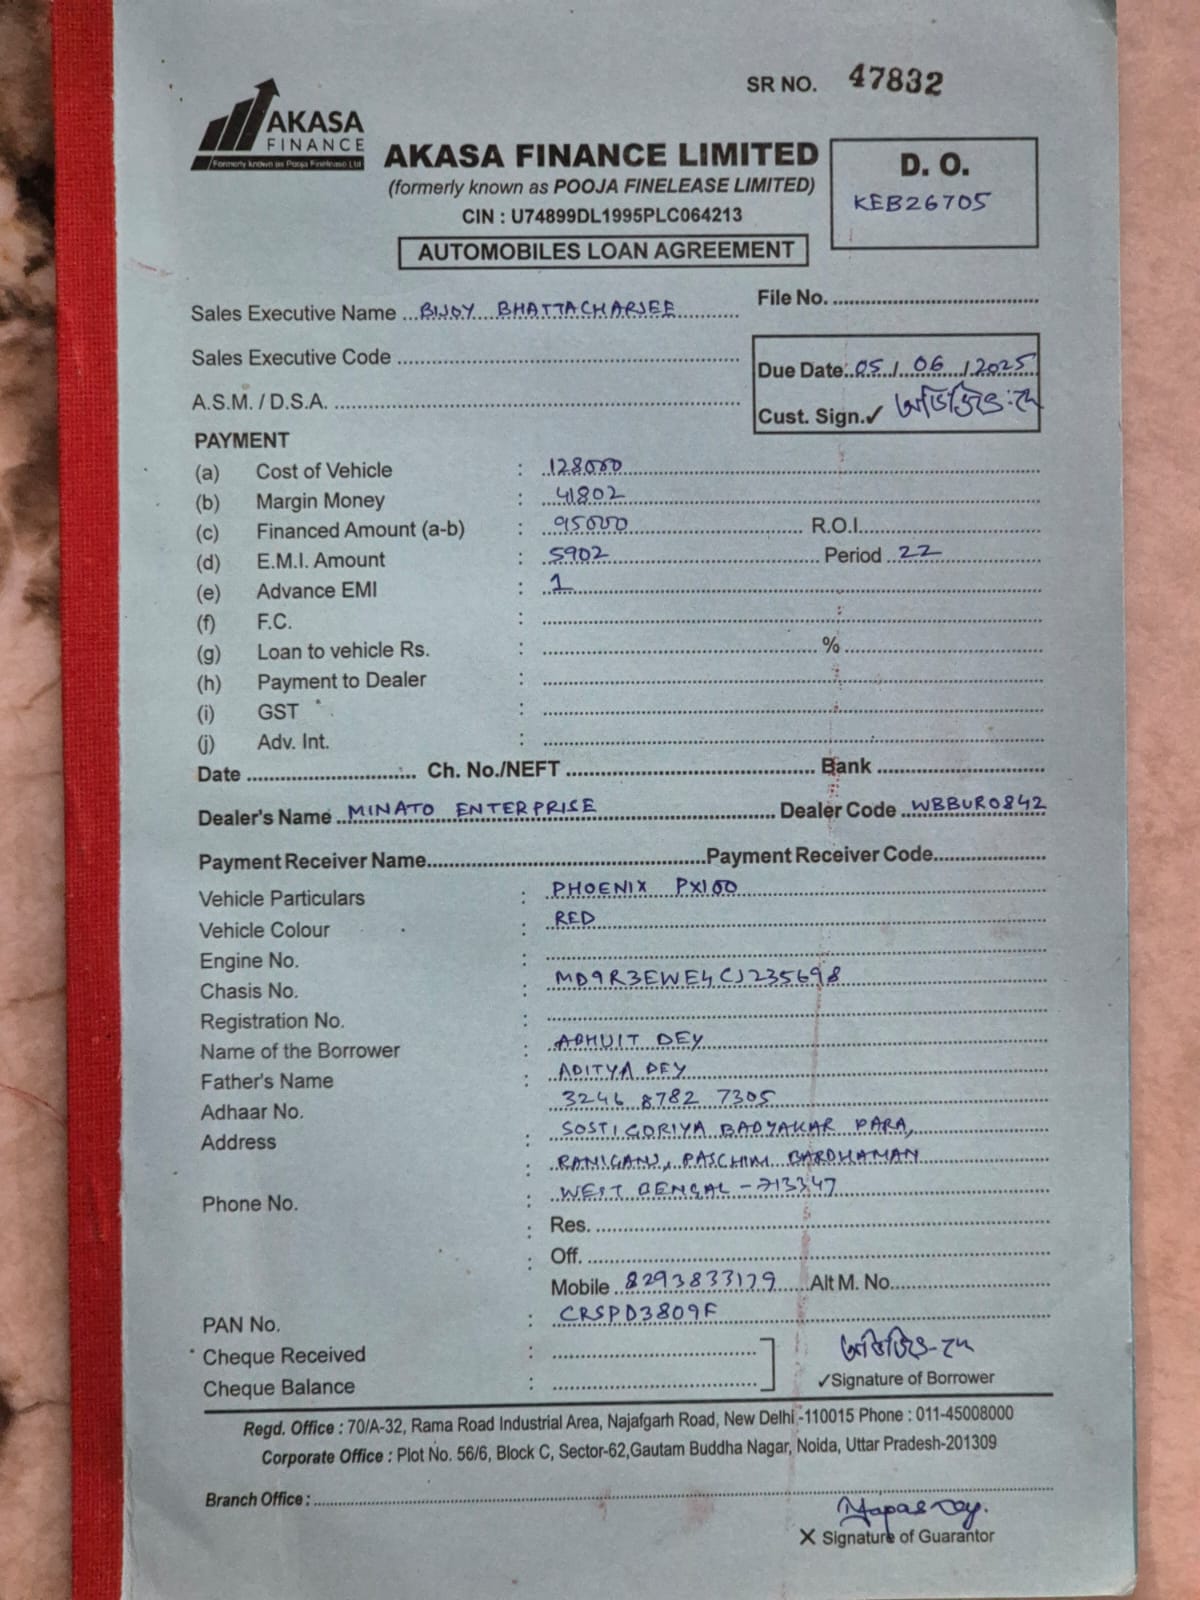 SR NO. 47832
AKASA
FINANCE
Formerly known as Pooja Finelease Ltd
AKASA FINANCE LIMITED
(formerly known as POOJA FINELEASE LIMITED)
CIN : U74899DL1995PLC064213
AUTOMOBILES LOAN AGREEMENT
D. O.
KEB26705
Sales Executive Name BIJOY BHATTACHARJEE
File No.
Sales Executive Code
Due Date: 05/06/2025
A.S.M. / D.S.A.
Cust. Sign.✓ অভিজিৎ দে
PAYMENT
(a) Cost of Vehicle : 128000
(b) Margin Money : 41802
(c) Financed Amount (a-b) : 95000 R.O.I.
(d) E.M.I. Amount : 5902 Period 22
(e) Advance EMI : 1
(f) F.C. :
(g) Loan to vehicle Rs. : %
(h) Payment to Dealer :
(i) GST :
(j) Adv. Int. :
Date Ch. No./NEFT Bank
Dealer's Name MINATO ENTERPRISE Dealer Code WBBUR0842
Payment Receiver Name Payment Receiver Code
Vehicle Particulars : PHOENIX PX100
Vehicle Colour : RED
Engine No. :
Chasis No. : MD9R3EWE4CJ235698
Registration No. :
Name of the Borrower : ABHIJIT DEY
Father's Name : ADITYA DEY
Adhaar No. 3246 8782 7305
Address : SOSTIGORIYA BADYAKAR PARA,
: RANIGANJ, PASCHIM BARDHAMAN
Phone No. : WEST BENGAL - 713347
: Res.
: Off.
Mobile 8293833179 Alt M. No.
PAN No. : CRSPD3809F
Cheque Received :
অভিজিৎ দে
Cheque Balance :
✓Signature of Borrower
Regd. Office : 70/A-32, Rama Road Industrial Area, Najafgarh Road, New Delhi -110015 Phone : 011-45008000
Corporate Office : Plot No. 56/6, Block C, Sector-62,Gautam Buddha Nagar, Noida, Uttar Pradesh-201309
Branch Office :
Tapas Dey.
X Signature of Guarantor